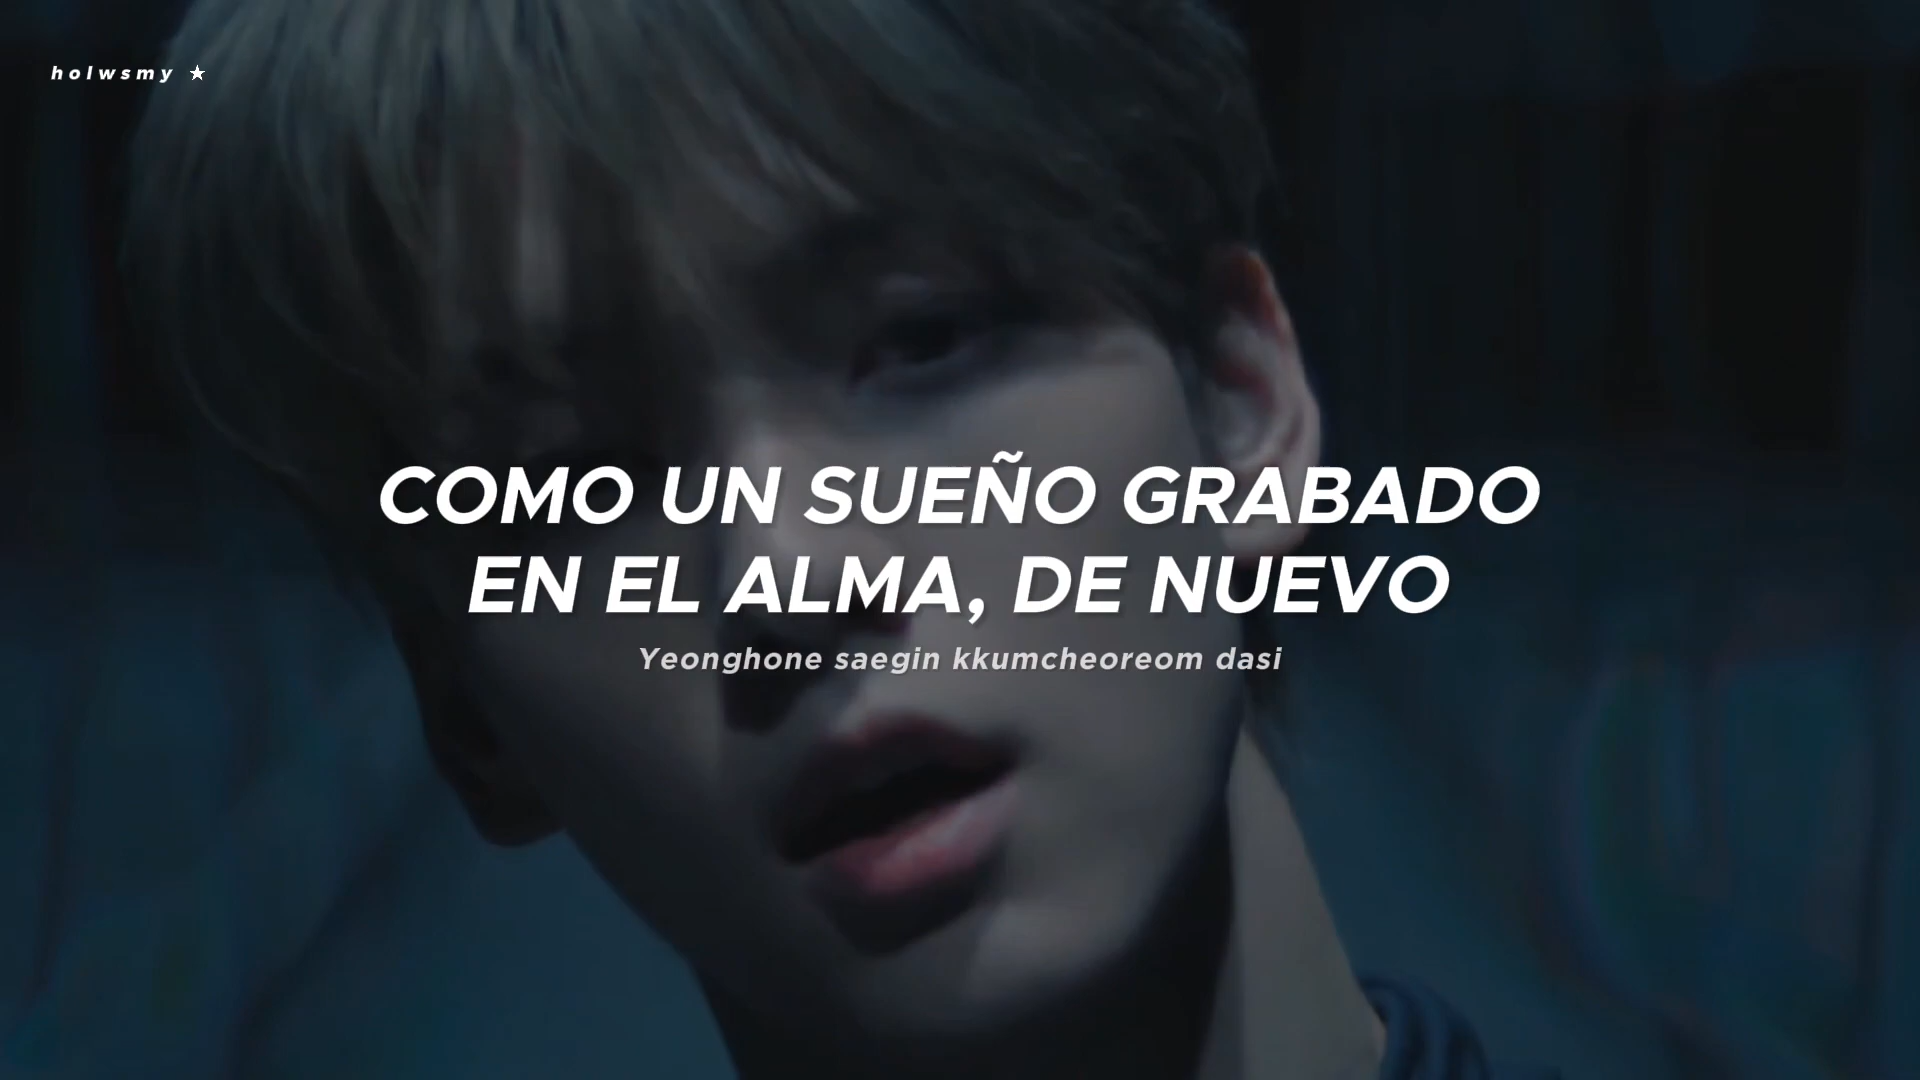 holwsmy ★
COMO UN SUEÑO GRABADO
EN EL ALMA, DE NUEVO
Yeonghone saegin kkumcheoreom dasi